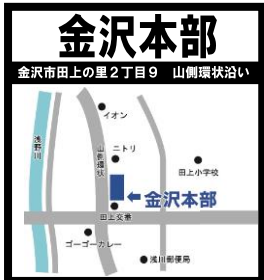 金沢本部
金沢市田上の里2丁目9　山側環状沿い
イオン
浅野川
山側環状
ニトリ
田上小学校
金沢本部
田上交番
ゴーゴーカレー
浅川郵便局